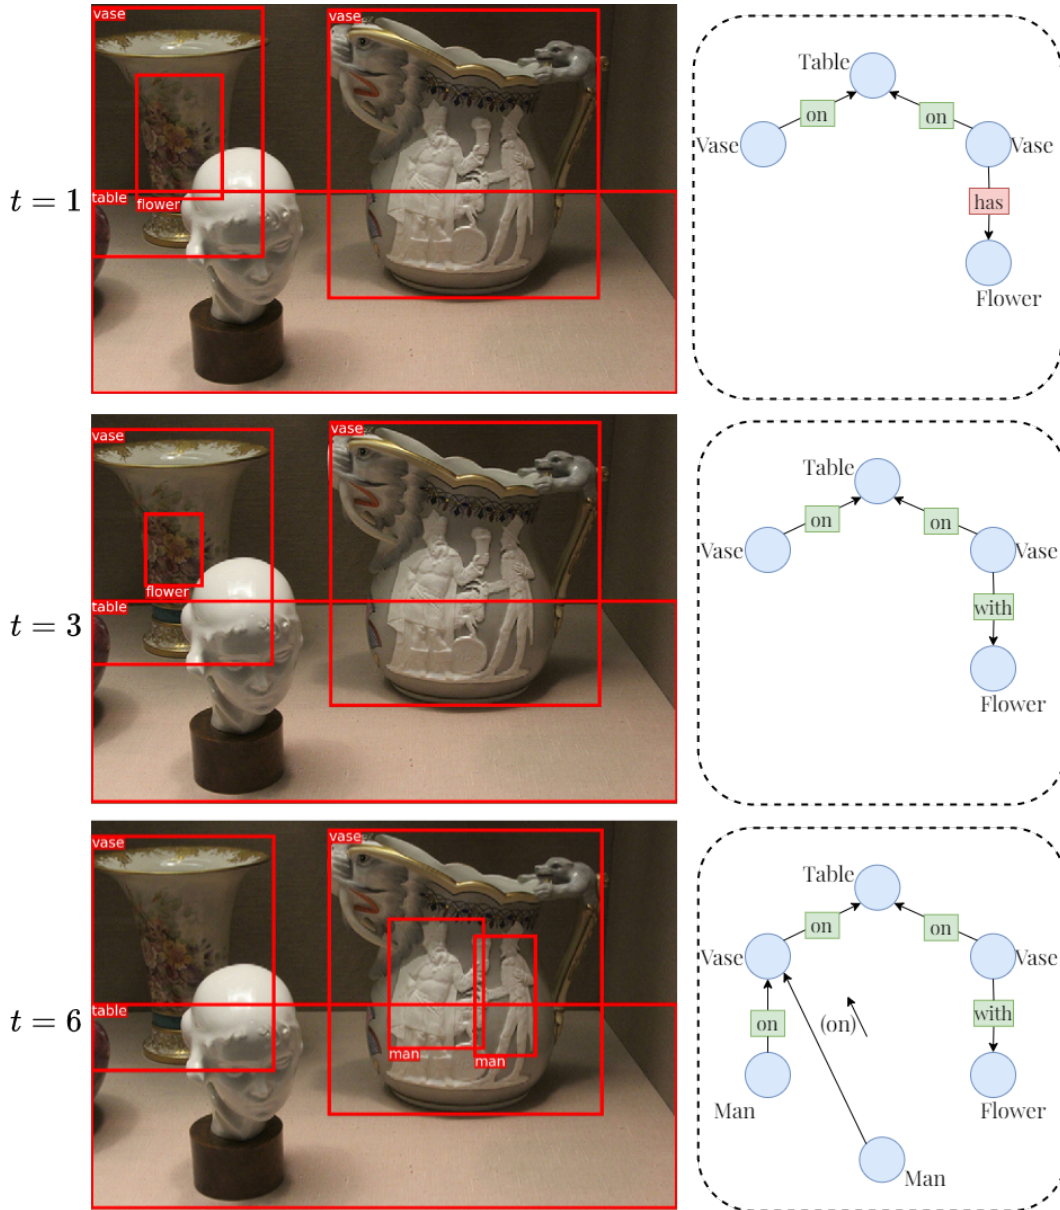 vase
vase
Table
on
on
Vase
Vase
t = 1
table
flower
has
Flower
vase
vase
Table
on
on
Vase
Vase
flower
table
t = 3
with
Flower
vase
vase
Table
on
on
Vase
Vase
t = 6
table
on
(on)
with
man
man
Man
Flower
Man